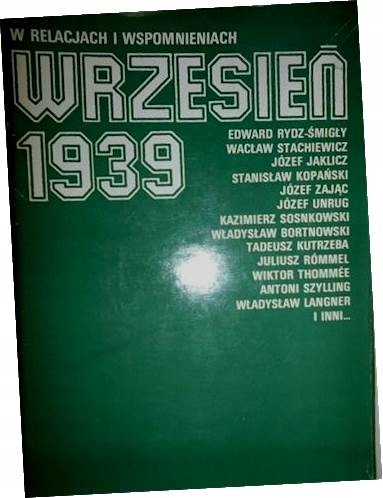 W RELACJACH I WSPOMNIENIACH
WRZESIEŃ
1939
EDWARD RYDZ-ŚMIGŁY
WACŁAW STACHIEWICZ
JÓZEF JAKLICZ
STANISŁAW KOPAŃSKI
JÓZEF ZAJĄC
JÓZEF UNRUG
KAZIMIERZ SOSNKOWSKI
WŁADYSŁAW BORTNOWSKI
TADEUSZ KUTRZEBA
JULIUSZ RÓMMEL
WIKTOR THOMMÉE
ANTONI SZYLLING
WŁADYSŁAW LANGNER
I INNI...